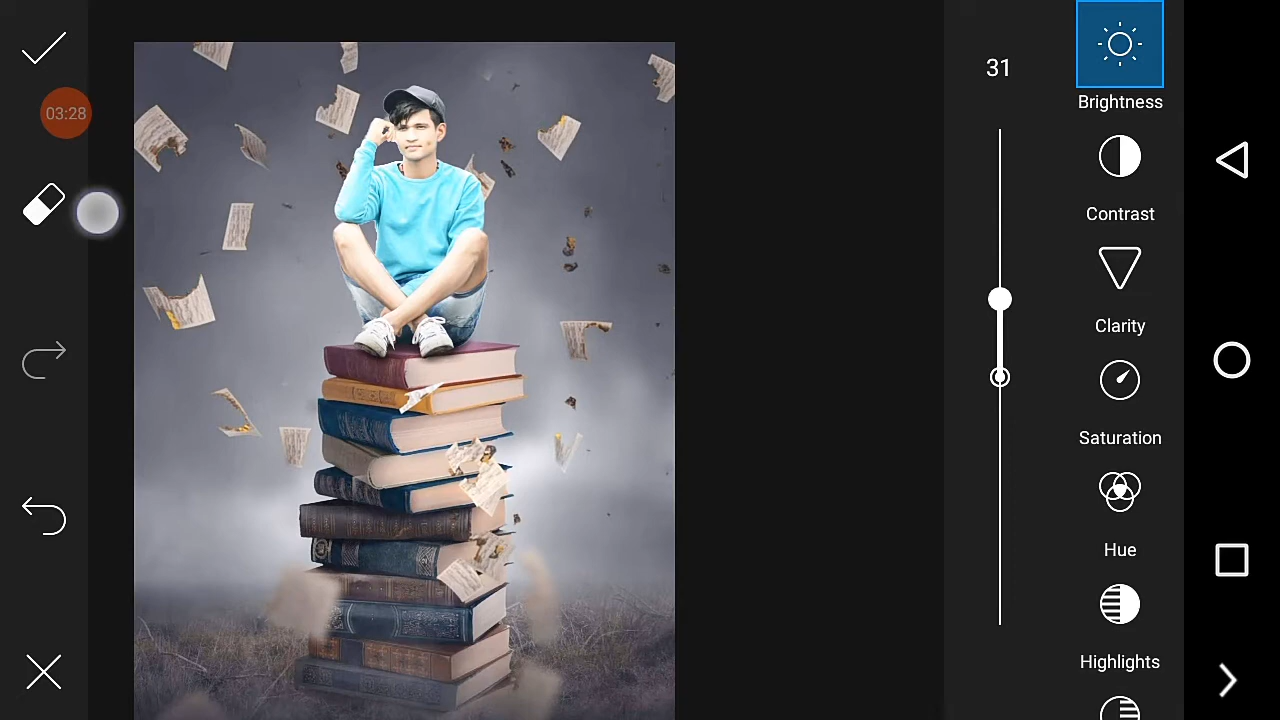 03:28
31
Brightness
Contrast
Clarity
Saturation
Hue
Highlights